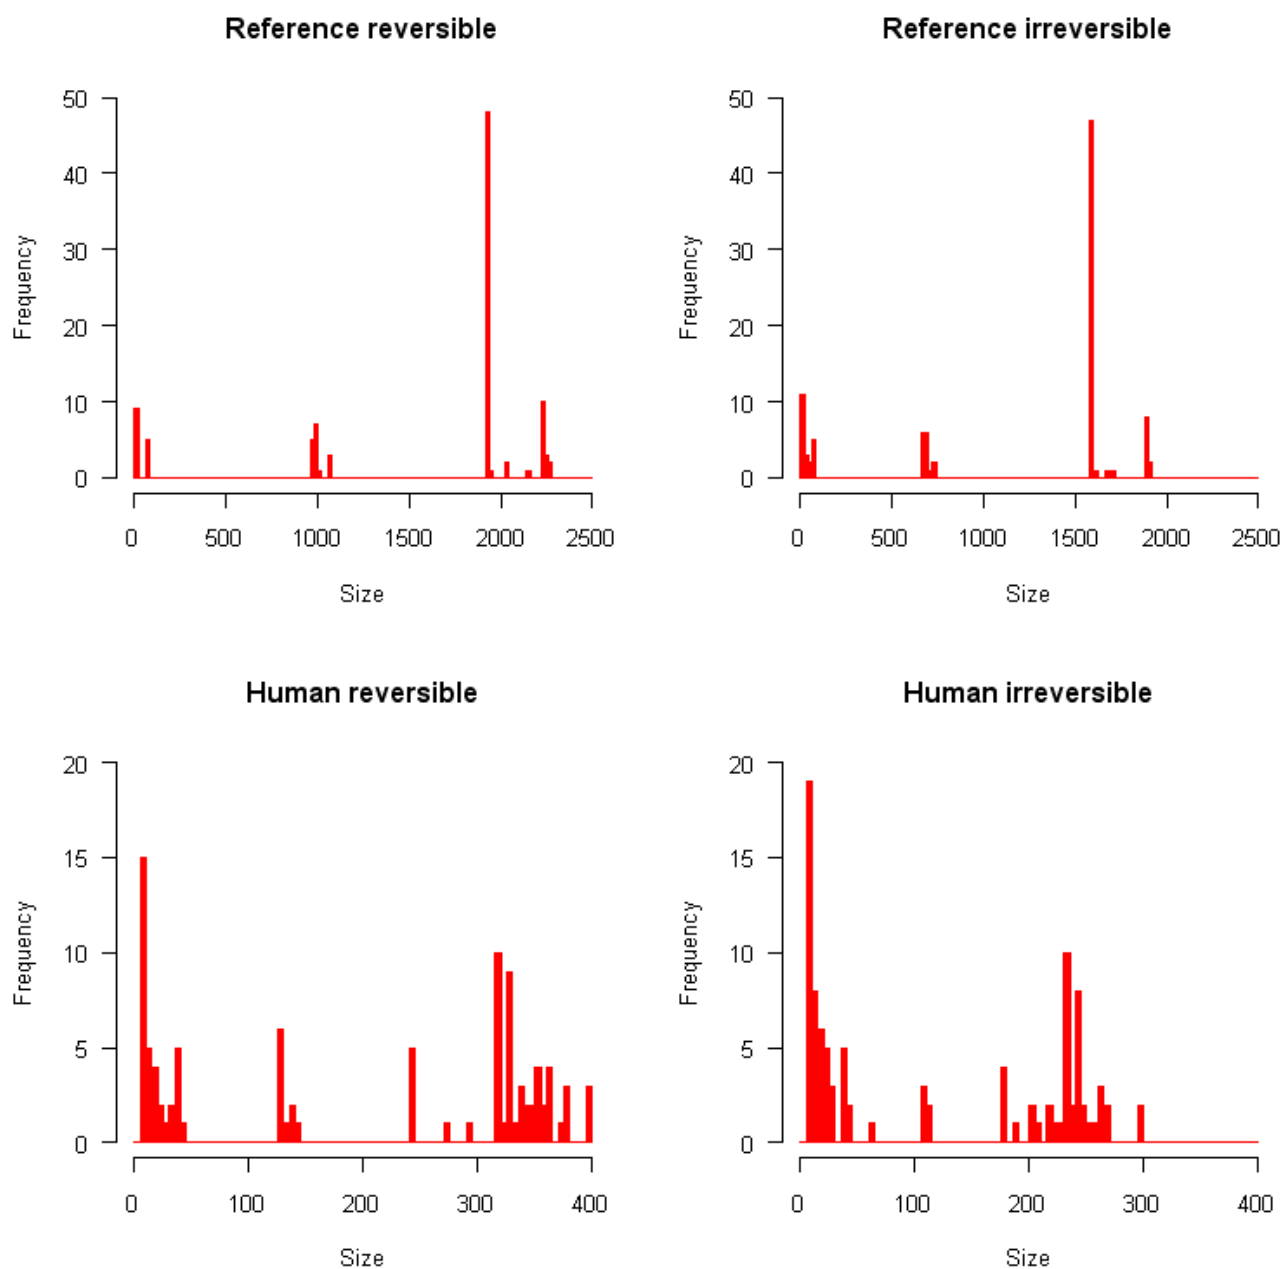 Reference reversible
Reference irreversible
50
40
30
20
10
0
Frequency
0 500 1000 1500 2000 2500
Size
50
40
30
20
10
0
Frequency
0 500 1000 1500 2000 2500
Size
Human reversible
Human irreversible
20
15
10
5
0
Frequency
0 100 200 300 400
Size
20
15
10
5
0
Frequency
0 100 200 300 400
Size